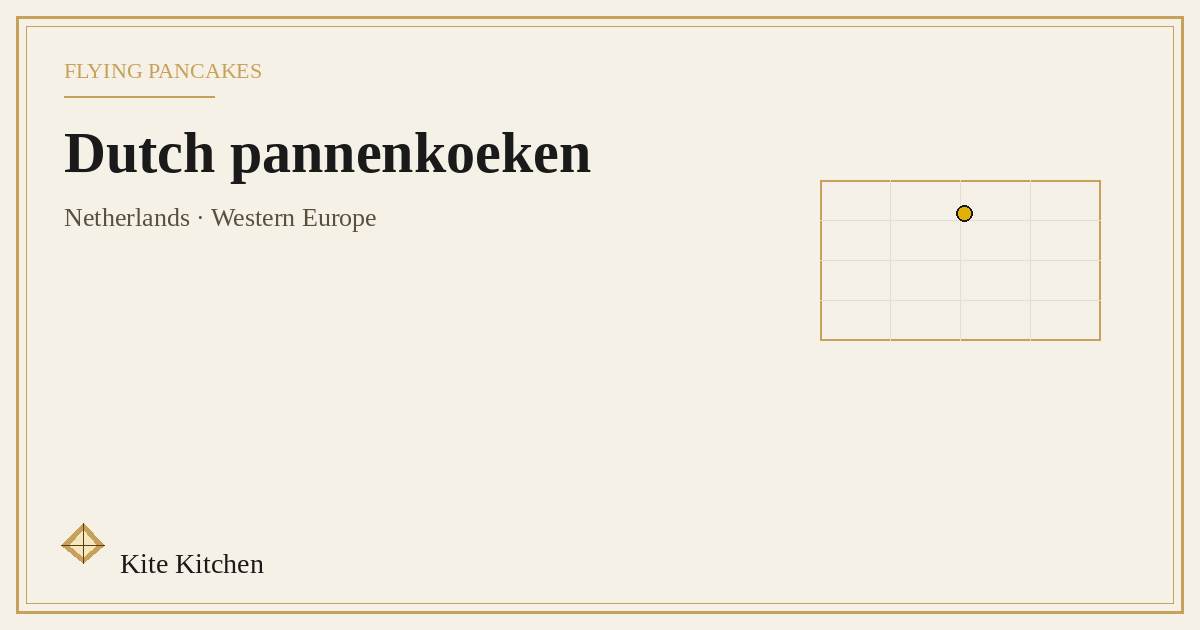 FLYING PANCAKES
Dutch pannenkoeken
Netherlands · Western Europe
Kite Kitchen